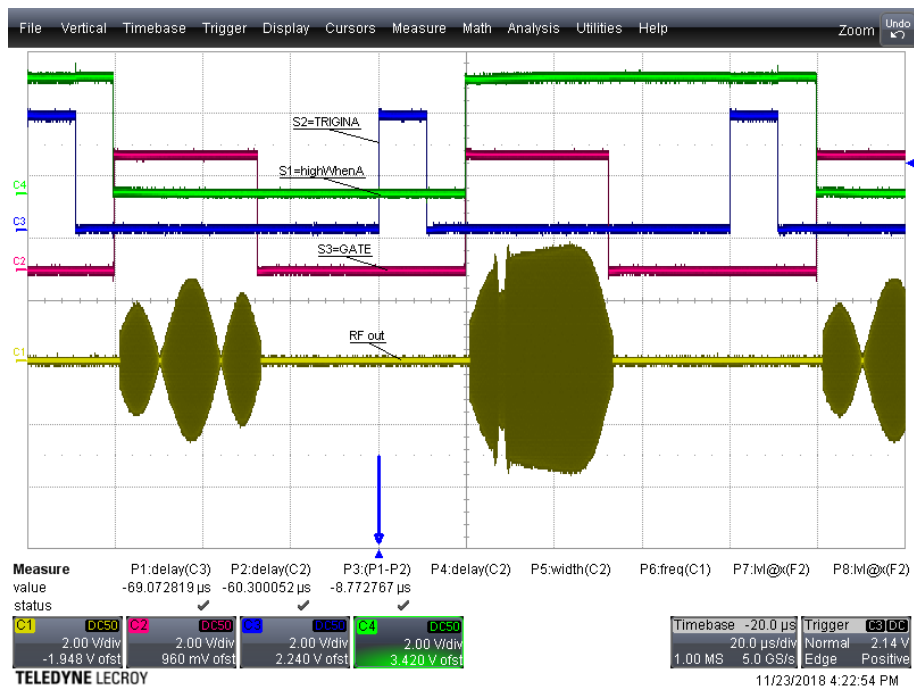 File Vertical Timebase Trigger Display Cursors Measure Math Analysis Utilities Help Zoom Undo
S2=TRIGINA
S1=highWhenA
C4
C3
S3=GATE
C2
RF out
C1
Measure P1:delay(C3) P2:delay(C2) P3:(P1-P2) P4:delay(C2) P5:width(C2) P6:freq(C1) P7:lvl@x(F2) P8:lvl@x(F2)
value -69.072819 µs -60.300052 µs -8.772767 µs
status
C1 DC50 C2 DC50 C3 DC50 C4 DC50 Timebase -20.0 µs Trigger C3 DC
2.00 V/div 2.00 V/div 2.00 V/div 2.00 V/div 20.0 µs/div Normal 2.14 V
-1.948 V ofst 960 mV ofst 2.240 V ofst 3.420 V ofst 1.00 MS 5.0 GS/s Edge Positive
TELEDYNE LECROY 11/23/2018 4:22:54 PM